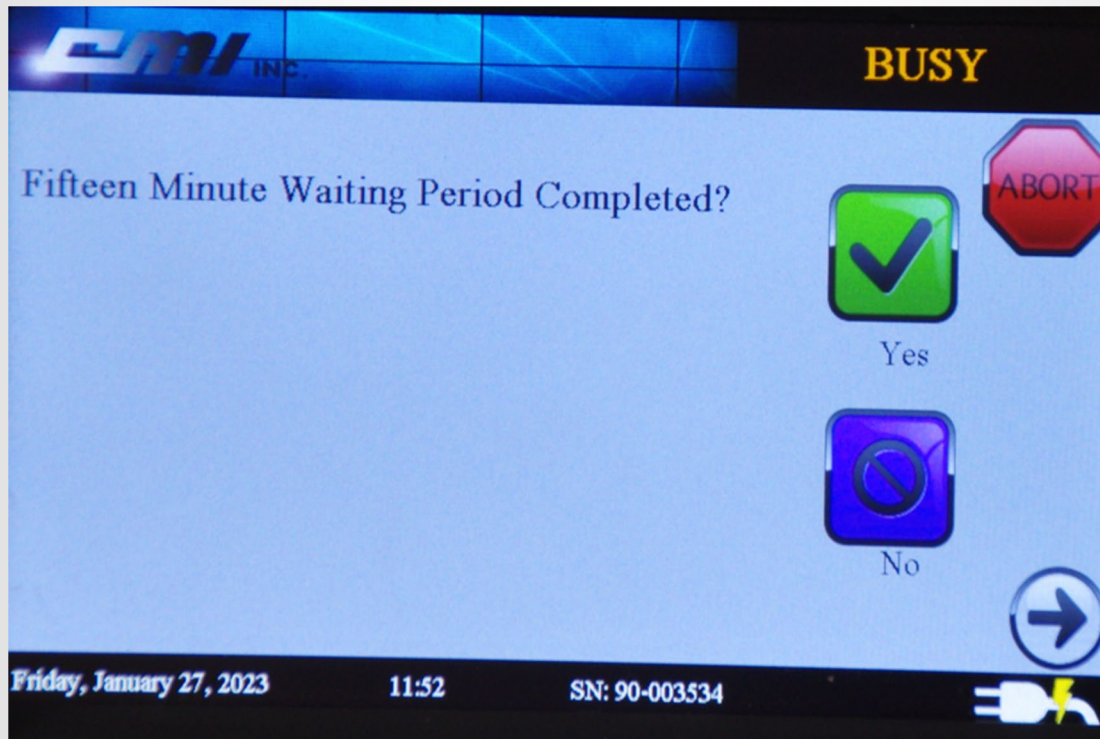 CMI INC.
BUSY
Fifteen Minute Waiting Period Completed?
ABORT
Yes
No
Friday, January 27, 2023 11:52 SN: 90-003534